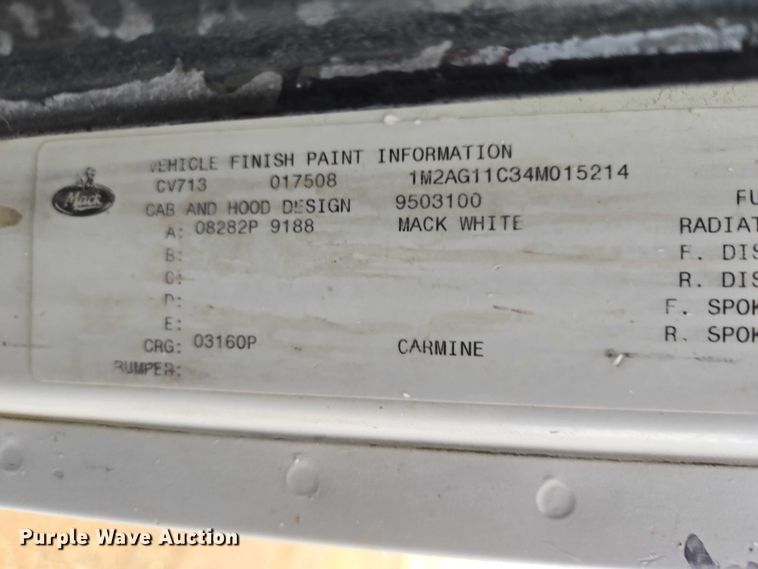 VEHICLE FINISH PAINT INFORMATION
Mack
CV713 017508 1M2AG11C34M015214
CAB AND HOOD DESIGN 9503100 FU
A: 08282P 9188 MACK WHITE RADIAT
B: F. DIS
C: R. DIS
D: F. SPOK
E: R. SPOK
CRG: 03160P CARMINE
BUMPER:
Purple Wave Auction